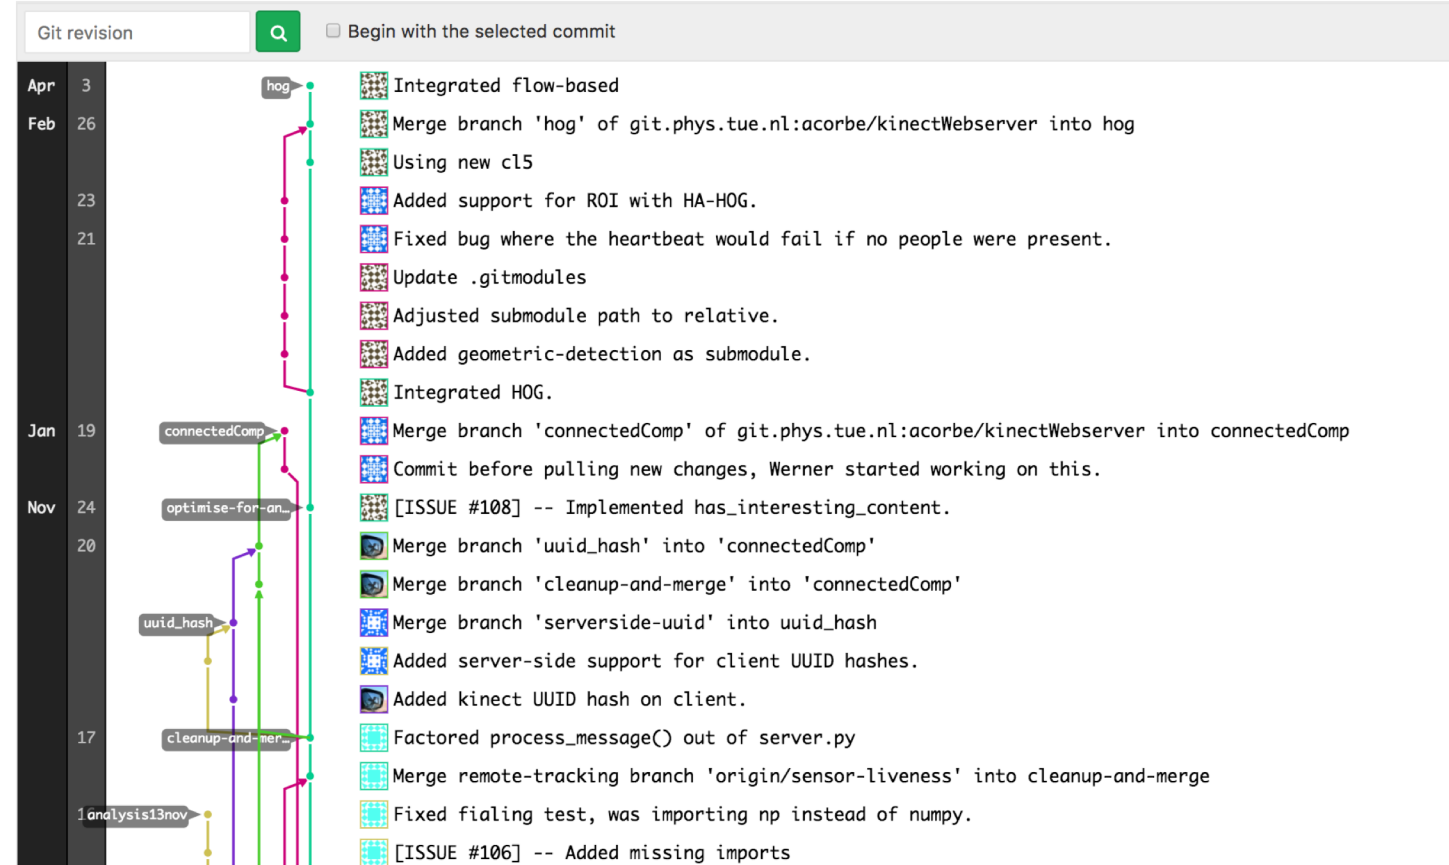 Git revision
Begin with the selected commit
Apr 3 hog Integrated flow-based
Feb 26 Merge branch 'hog' of git.phys.tue.nl:acorbe/kinectWebserver into hog
Using new cl5
23 Added support for ROI with HA-HOG.
21 Fixed bug where the heartbeat would fail if no people were present.
Update .gitmodules
Adjusted submodule path to relative.
Added geometric-detection as submodule.
Integrated HOG.
Jan 19 connectedComp Merge branch 'connectedComp' of git.phys.tue.nl:acorbe/kinectWebserver into connectedComp
Commit before pulling new changes, Werner started working on this.
Nov 24 optimise-for-an… [ISSUE #108] -- Implemented has_interesting_content.
20 Merge branch 'uuid_hash' into 'connectedComp'
Merge branch 'cleanup-and-merge' into 'connectedComp'
uuid_hash Merge branch 'serverside-uuid' into uuid_hash
Added server-side support for client UUID hashes.
Added kinect UUID hash on client.
17 cleanup-and-mer… Factored process_message() out of server.py
Merge remote-tracking branch 'origin/sensor-liveness' into cleanup-and-merge
analysis13nov Fixed fialing test, was importing np instead of numpy.
[ISSUE #106] -- Added missing imports